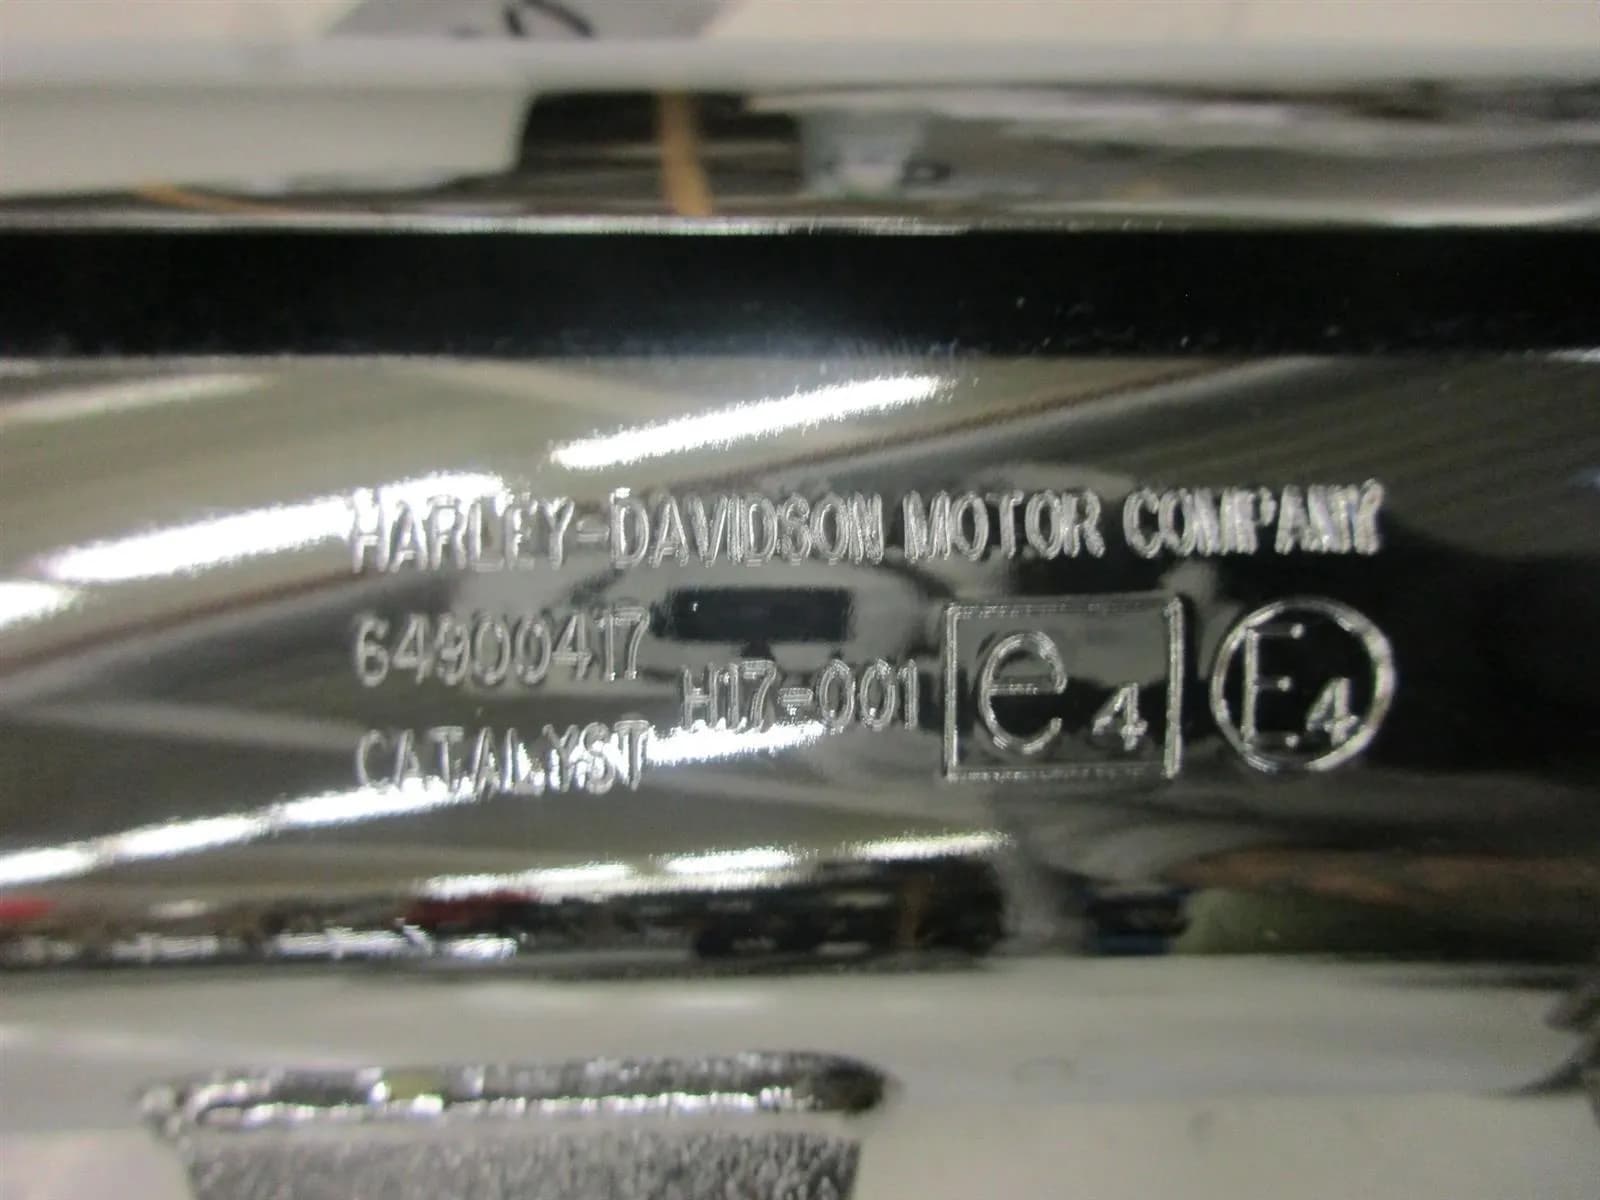 HARLEY-DAVIDSON MOTOR COMPANY
64900417
H17-001 e4 E4
CATALYST